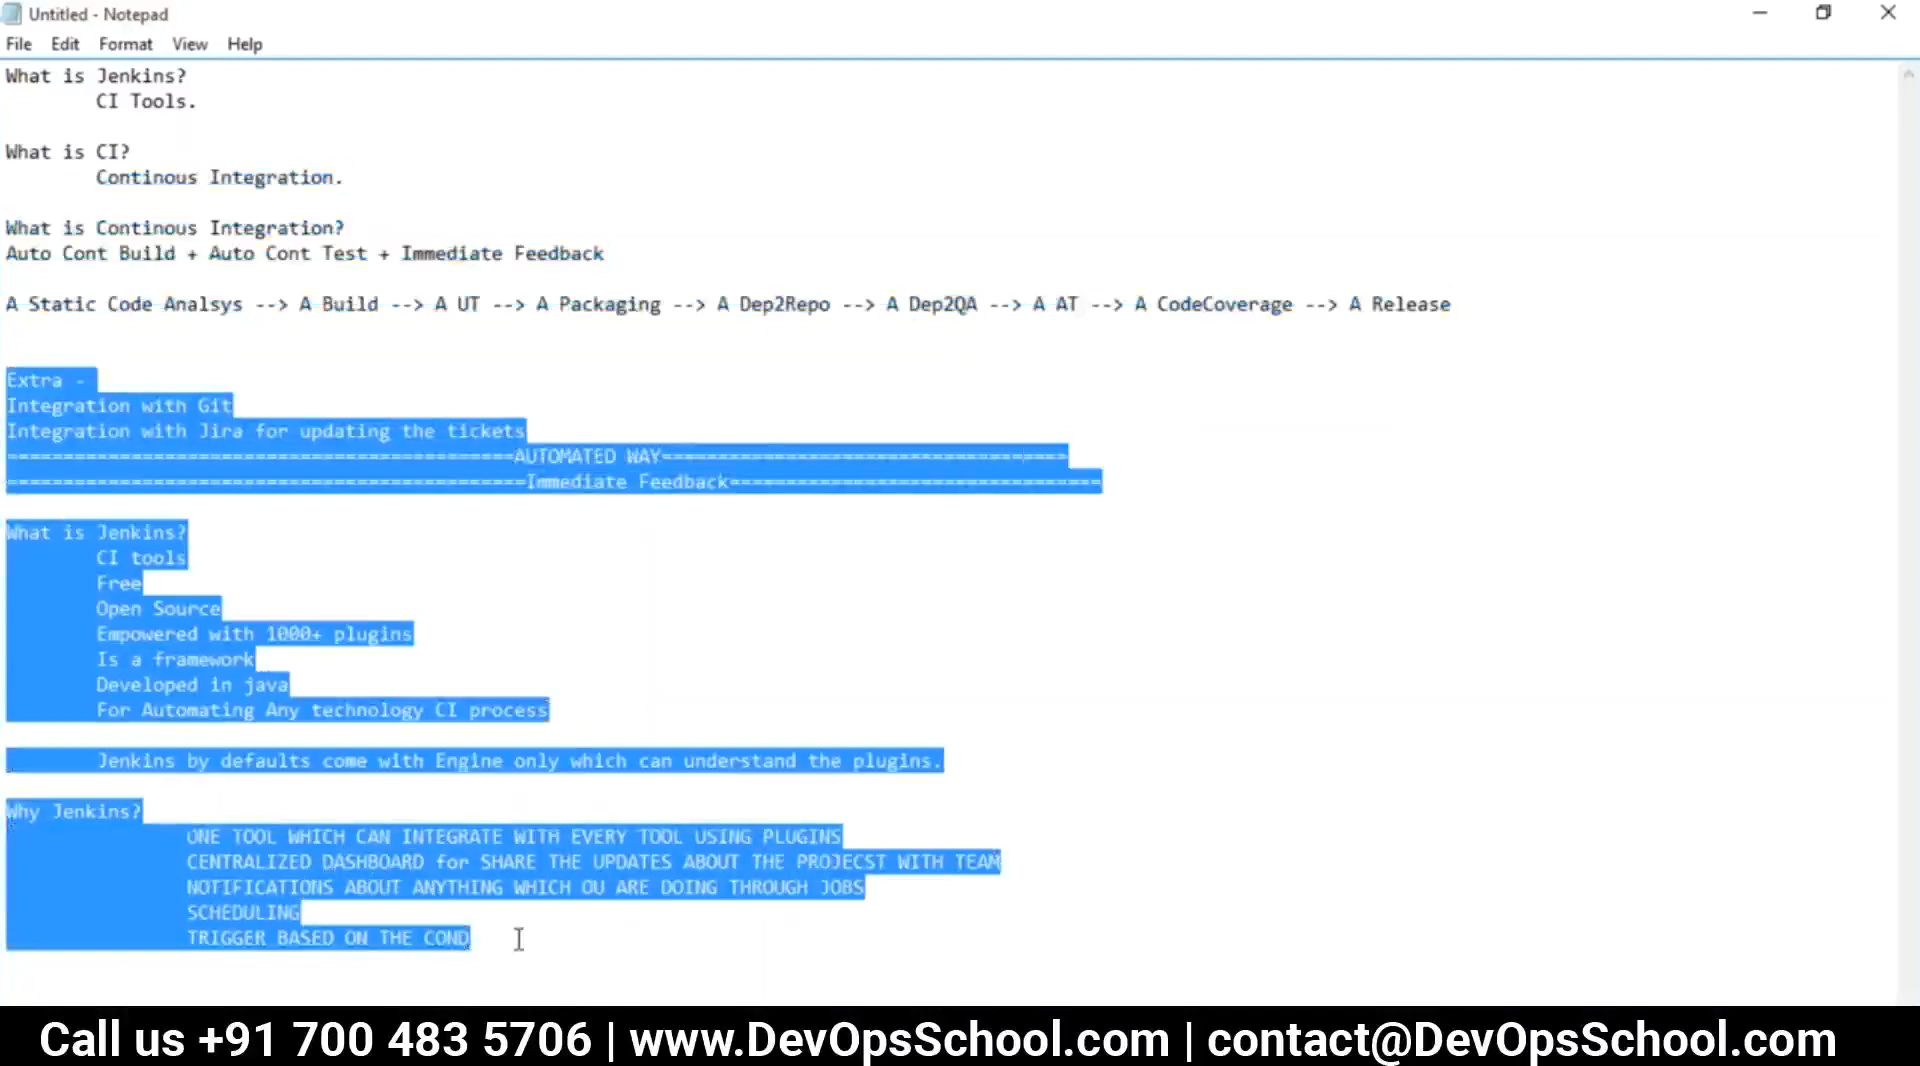 Untitled - Notepad
File Edit Format View Help
What is Jenkins?
CI Tools.
What is CI?
Continous Integration.
What is Continous Integration?
Auto Cont Build + Auto Cont Test + Immediate Feedback
A Static Code Analsys --> A Build --> A UT --> A Packaging --> A Dep2Repo --> A Dep2QA --> A AT --> A CodeCoverage --> A Release
Extra -
Integration with Git
Integration with Jira for updating the tickets
=============================================AUTOMATED WAY====================================
==============================================Immediate Feedback=================================
What is Jenkins?
CI tools
Free
Open Source
Empowered with 1000+ plugins
Is a framework
Developed in java
For Automating Any technology CI process
Jenkins by defaults come with Engine only which can understand the plugins.
Why Jenkins?
ONE TOOL WHICH CAN INTEGRATE WITH EVERY TOOL USING PLUGINS
CENTRALIZED DASHBOARD for SHARE THE UPDATES ABOUT THE PROJECST WITH TEAM
NOTIFICATIONS ABOUT ANYTHING WHICH OU ARE DOING THROUGH JOBS
SCHEDULING
TRIGGER BASED ON THE COND
Call us +91 700 483 5706 | www.DevOpsSchool.com | contact@DevOpsSchool.com